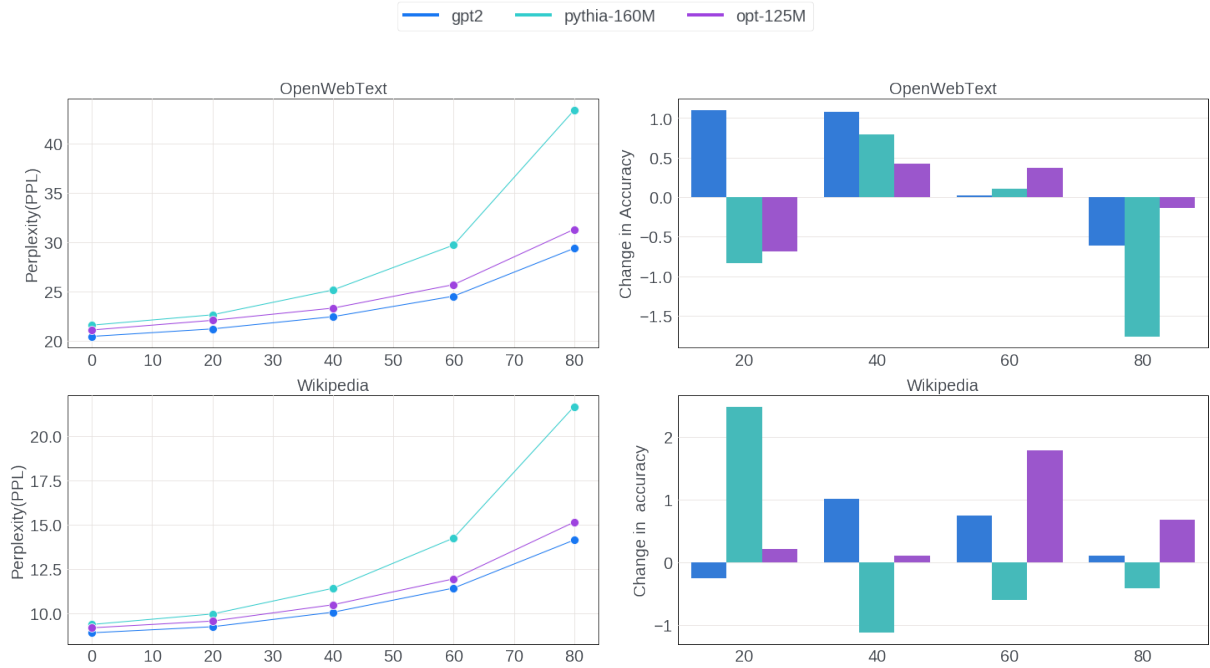 gpt2 pythia-160M opt-125M
OpenWebText
Perplexity(PPL)
40
35
30
25
20
0 10 20 30 40 50 60 70 80
OpenWebText
Change in Accuracy
1.0
0.5
0.0
−0.5
−1.0
−1.5
20 40 60 80
Wikipedia
Perplexity(PPL)
20.0
17.5
15.0
12.5
10.0
0 10 20 30 40 50 60 70 80
Wikipedia
Change in accuracy
2
1
0
−1
20 40 60 80